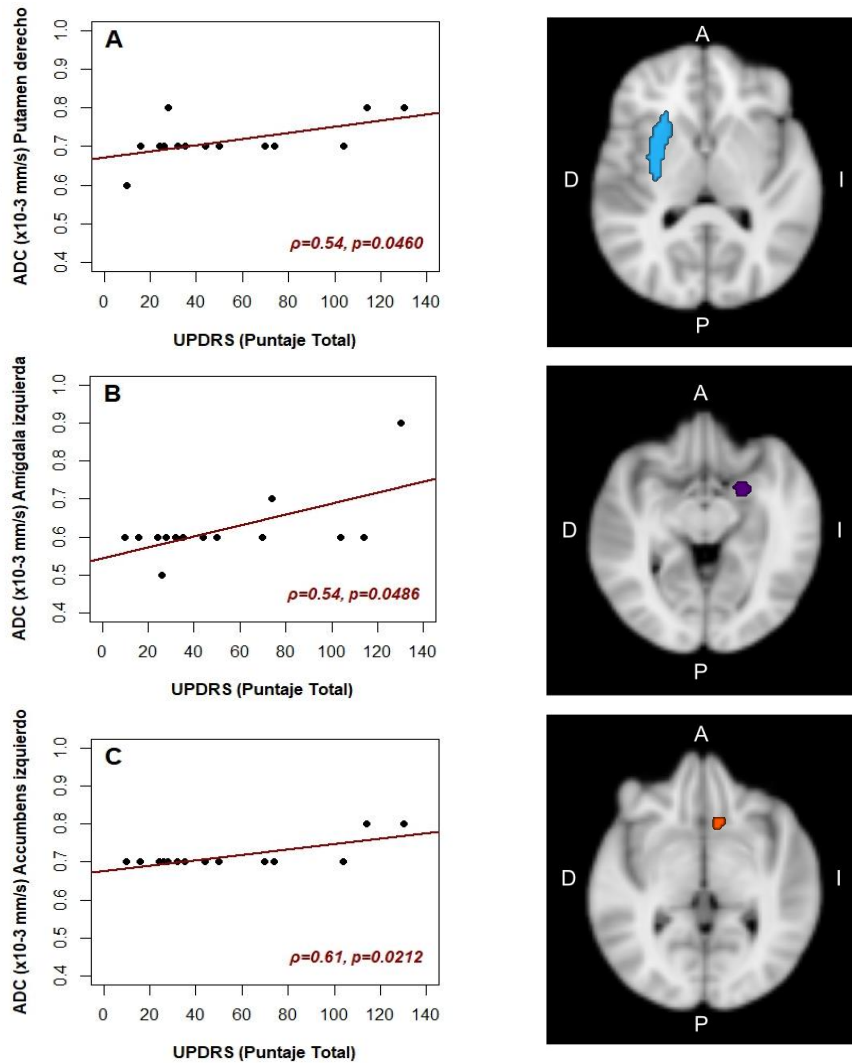 A
ADC (x10-3 mm/s) Putamen derecho
1.0
0.9
0.8
0.7
0.6
0.5
0.4
ρ=0.54, p=0.0460
0 20 40 60 80 100 120 140
UPDRS (Puntaje Total)
A
D I
P
B
ADC (x10-3 mm/s) Amígdala izquierda
1.0
0.9
0.8
0.7
0.6
0.5
0.4
ρ=0.54, p=0.0486
0 20 40 60 80 100 120 140
UPDRS (Puntaje Total)
A
D I
P
C
ADC (x10-3 mm/s) Accumbens izquierdo
1.0
0.9
0.8
0.7
0.6
0.5
0.4
ρ=0.61, p=0.0212
0 20 40 60 80 100 120 140
UPDRS (Puntaje Total)
A
D I
P